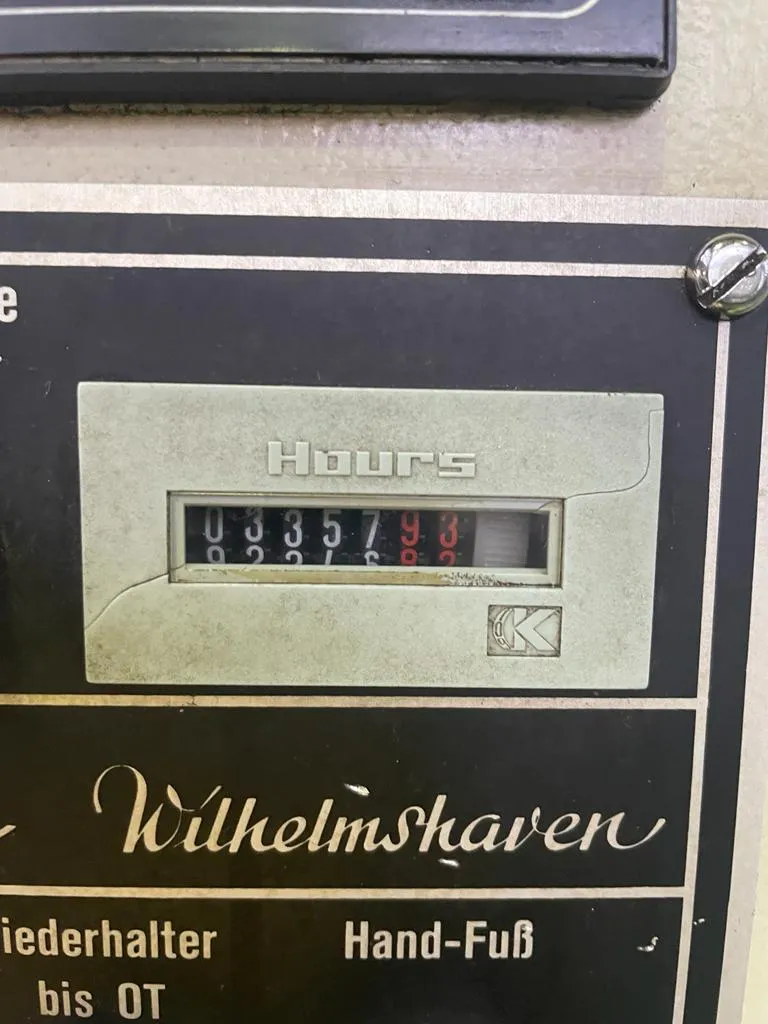 e
Hours
0335793
K
Wilhelmshaven
iederhalter Hand-Fuß
bis OT